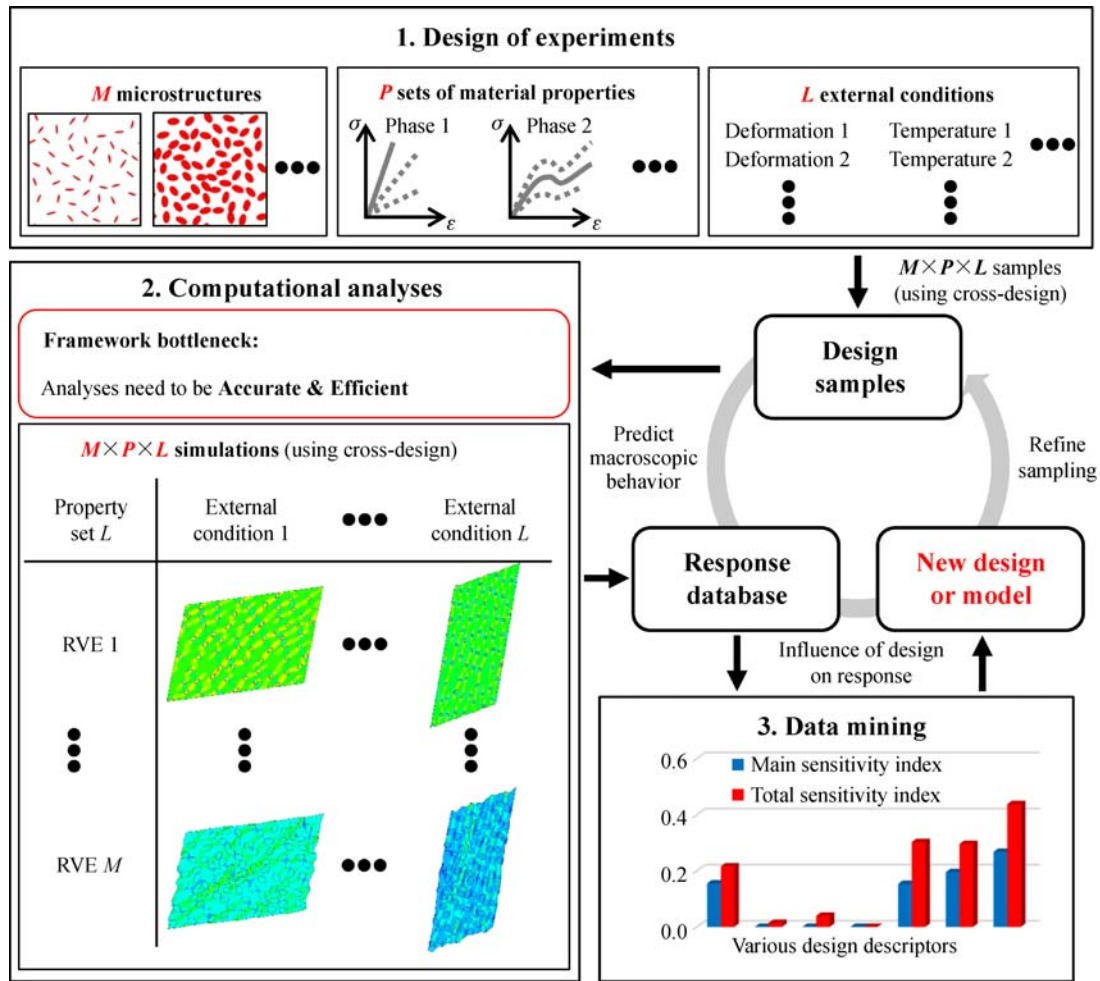 1. Design of experiments
M microstructures
P sets of material properties
σ
Phase 1
ε
σ
Phase 2
ε
L external conditions
Deformation 1
Temperature 1
Deformation 2
Temperature 2
M×P×L samples
(using cross-design)
2. Computational analyses
Framework bottleneck:
Analyses need to be Accurate & Efficient
M×P×L simulations (using cross-design)
Property
set L
External
condition 1
External
condition L
RVE 1
RVE M
Design
samples
Predict
macroscopic
behavior
Refine
sampling
Response
database
New design
or model
Influence of design
on response
3. Data mining
0.6
0.4
0.2
0.0
Main sensitivity index
Total sensitivity index
Various design descriptors